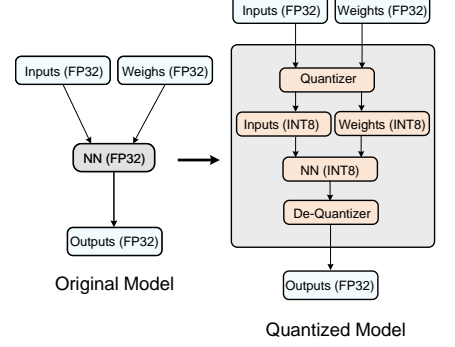 Inputs (FP32)
Weighs (FP32)
NN (FP32)
Outputs (FP32)
Original Model
Inputs (FP32)
Weights (FP32)
Quantizer
Inputs (INT8)
Weights (INT8)
NN (INT8)
De-Quantizer
Outputs (FP32)
Quantized Model